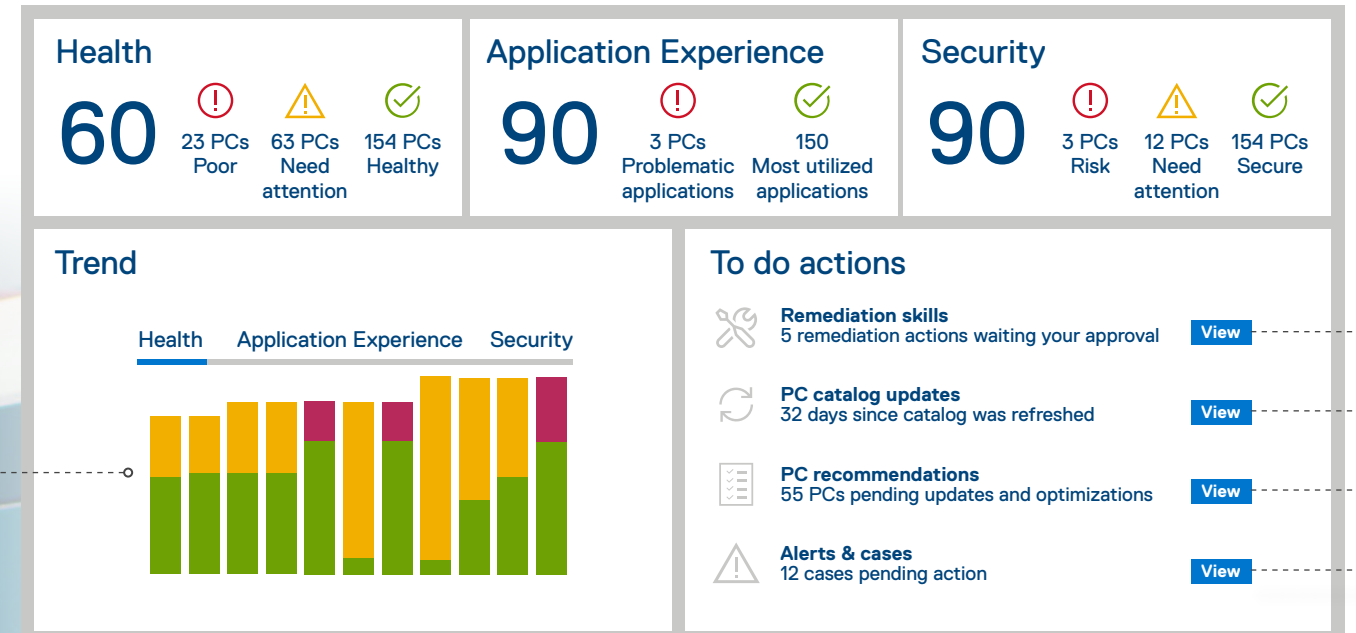 Health
60
23 PCs
Poor
63 PCs
Need
attention
154 PCs
Healthy
Application Experience
90
3 PCs
Problematic
applications
150
Most utilized
applications
Security
90
3 PCs
Risk
12 PCs
Need
attention
154 PCs
Secure
Trend
Health Application Experience Security
To do actions
Remediation skills
5 remediation actions waiting your approval
View
PC catalog updates
32 days since catalog was refreshed
View
PC recommendations
55 PCs pending updates and optimizations
View
Alerts & cases
12 cases pending action
View